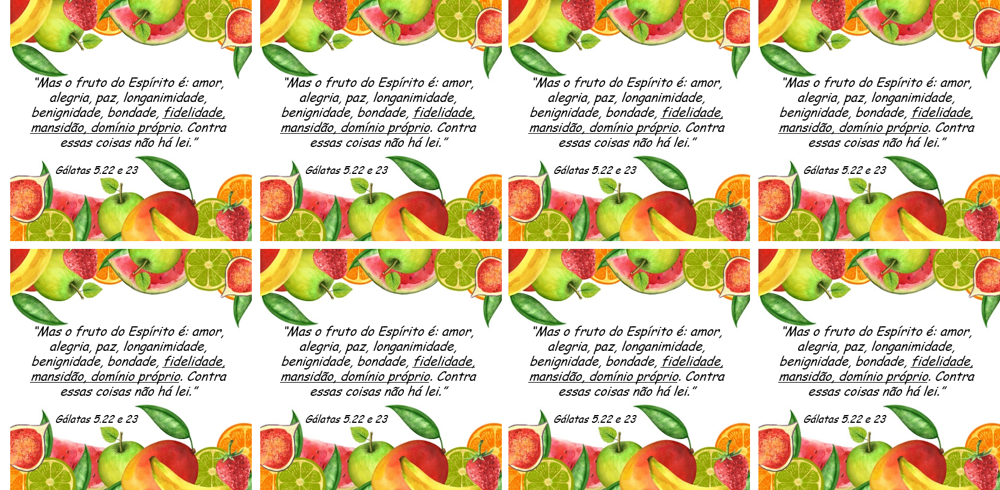 "Mas o fruto do Espírito é: amor,
alegria, paz, longanimidade,
benignidade, bondade, fidelidade,
mansidão, domínio próprio. Contra
essas coisas não há lei."
Gálatas 5.22 e 23
"Mas o fruto do Espírito é: amor,
alegria, paz, longanimidade,
benignidade, bondade, fidelidade,
mansidão, domínio próprio. Contra
essas coisas não há lei."
Gálatas 5.22 e 23
"Mas o fruto do Espírito é: amor,
alegria, paz, longanimidade,
benignidade, bondade, fidelidade,
mansidão, domínio próprio. Contra
essas coisas não há lei."
Gálatas 5.22 e 23
"Mas o fruto do Espírito é: amor,
alegria, paz, longanimidade,
benignidade, bondade, fidelidade,
mansidão, domínio próprio. Contra
essas coisas não há lei."
Gálatas 5.22 e 23
"Mas o fruto do Espírito é: amor,
alegria, paz, longanimidade,
benignidade, bondade, fidelidade,
mansidão, domínio próprio. Contra
essas coisas não há lei."
Gálatas 5.22 e 23
"Mas o fruto do Espírito é: amor,
alegria, paz, longanimidade,
benignidade, bondade, fidelidade,
mansidão, domínio próprio. Contra
essas coisas não há lei."
Gálatas 5.22 e 23
"Mas o fruto do Espírito é: amor,
alegria, paz, longanimidade,
benignidade, bondade, fidelidade,
mansidão, domínio próprio. Contra
essas coisas não há lei."
Gálatas 5.22 e 23
"Mas o fruto do Espírito é: amor,
alegria, paz, longanimidade,
benignidade, bondade, fidelidade,
mansidão, domínio próprio. Contra
essas coisas não há lei."
Gálatas 5.22 e 23